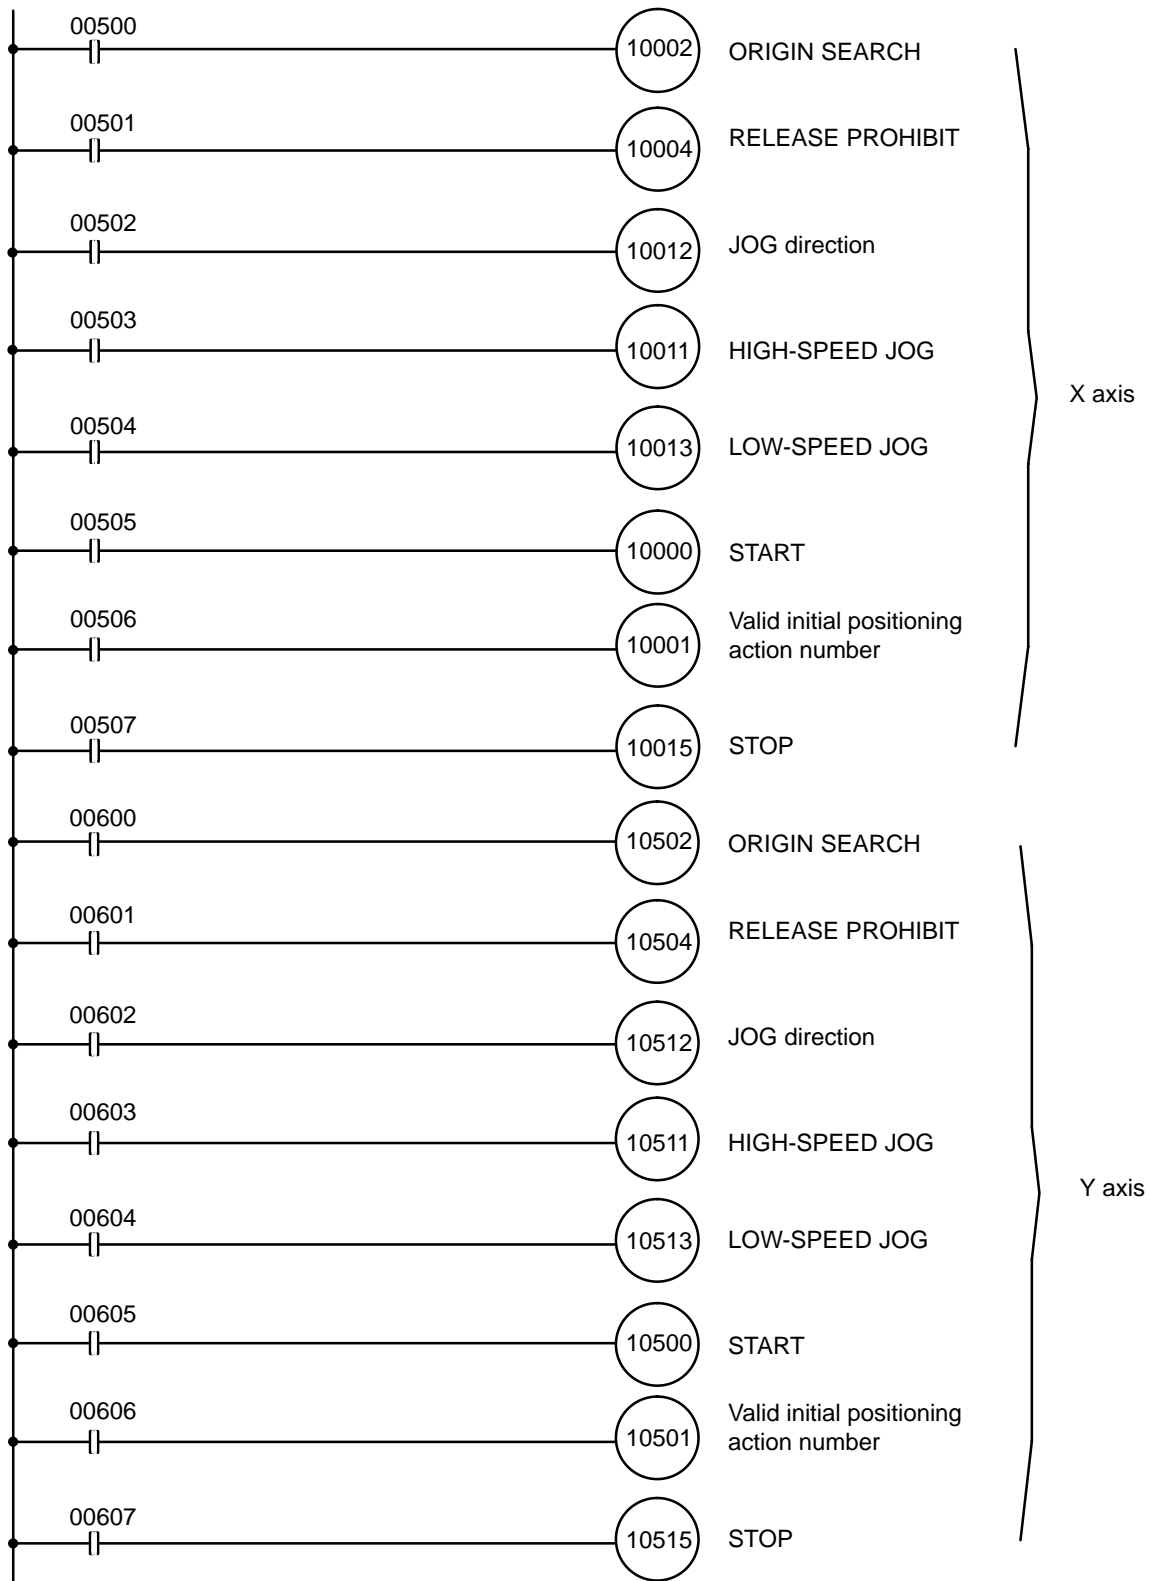 00500
10002 ORIGIN SEARCH
00501
10004 RELEASE PROHIBIT
00502
10012 JOG direction
00503
10011 HIGH-SPEED JOG
X axis
00504
10013 LOW-SPEED JOG
00505
10000 START
00506
10001 Valid initial positioning
action number
00507
10015 STOP
00600
10502 ORIGIN SEARCH
00601
10504 RELEASE PROHIBIT
00602
10512 JOG direction
00603
10511 HIGH-SPEED JOG
Y axis
00604
10513 LOW-SPEED JOG
00605
10500 START
00606
10501 Valid initial positioning
action number
00607
10515 STOP